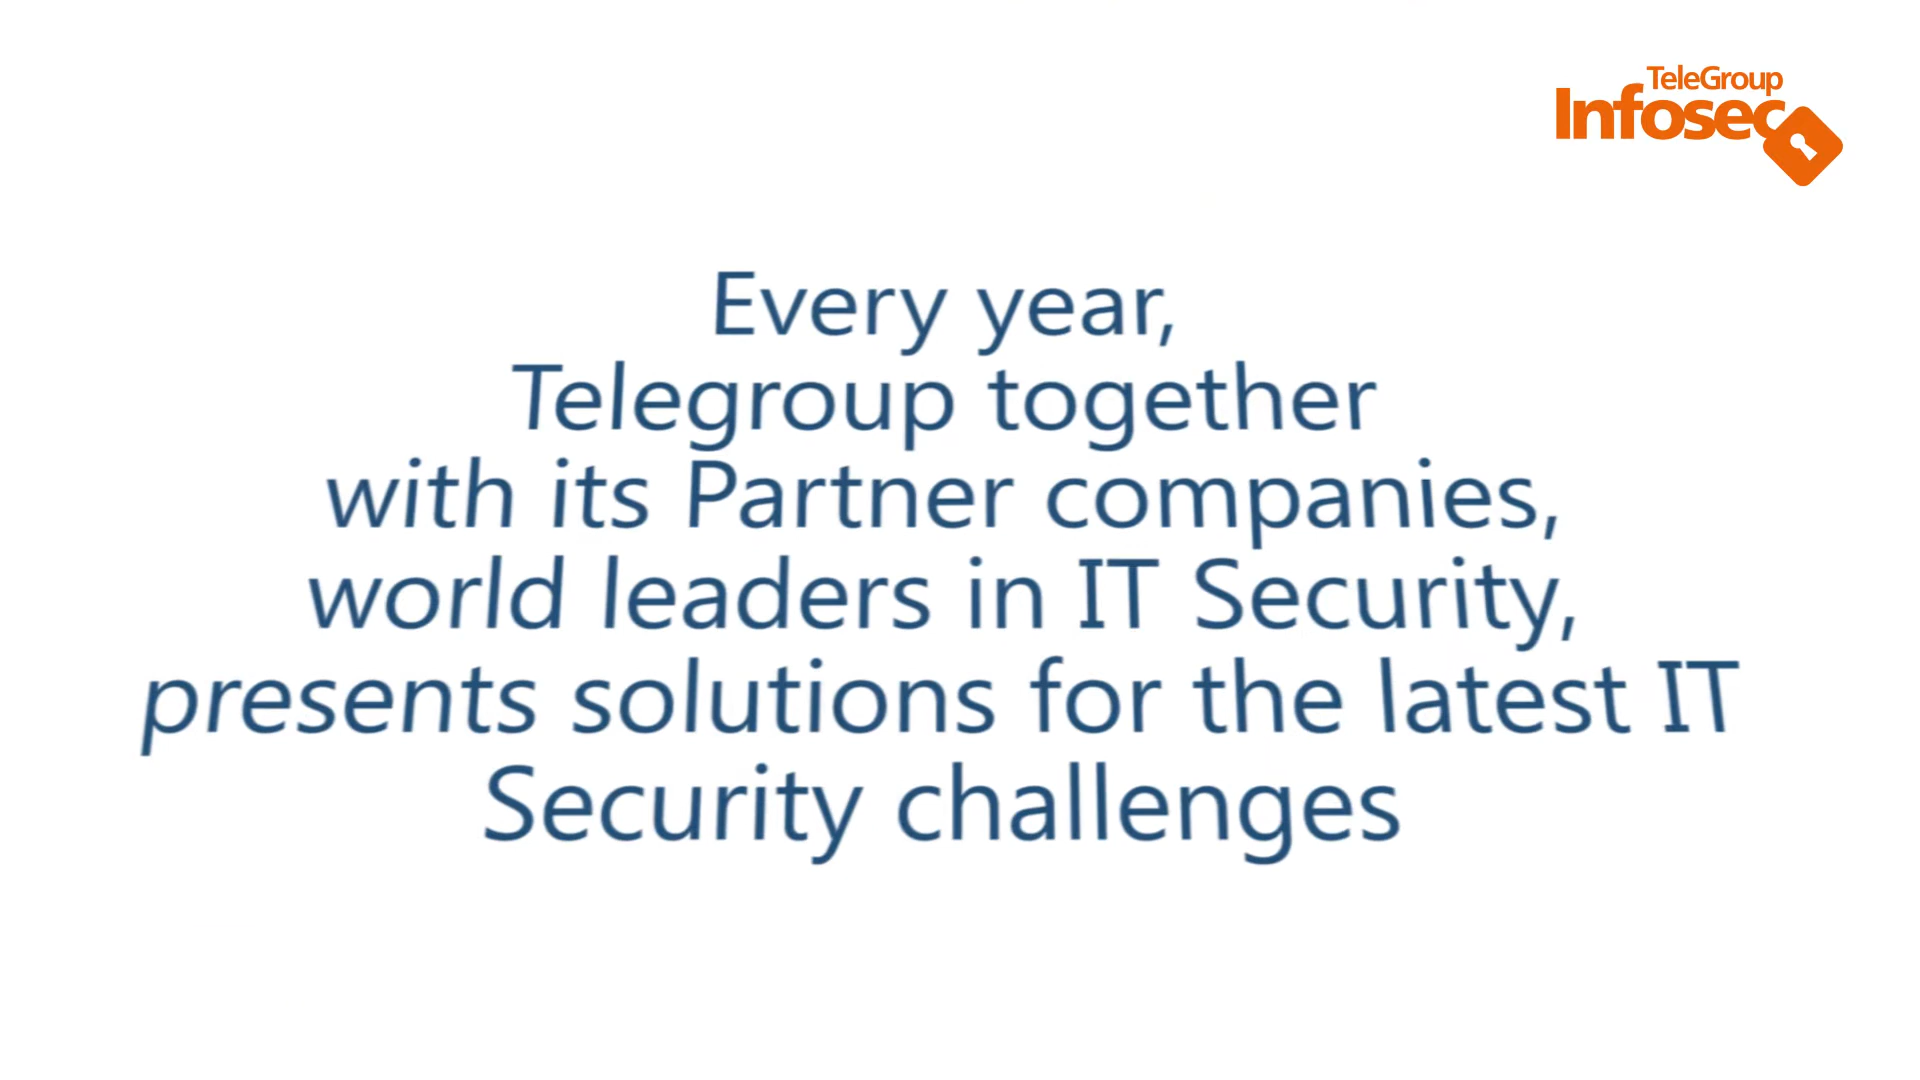 TeleGroup
Infosec
Every year,
Telegroup together
with its Partner companies,
world leaders in IT Security,
presents solutions for the latest IT
Security challenges